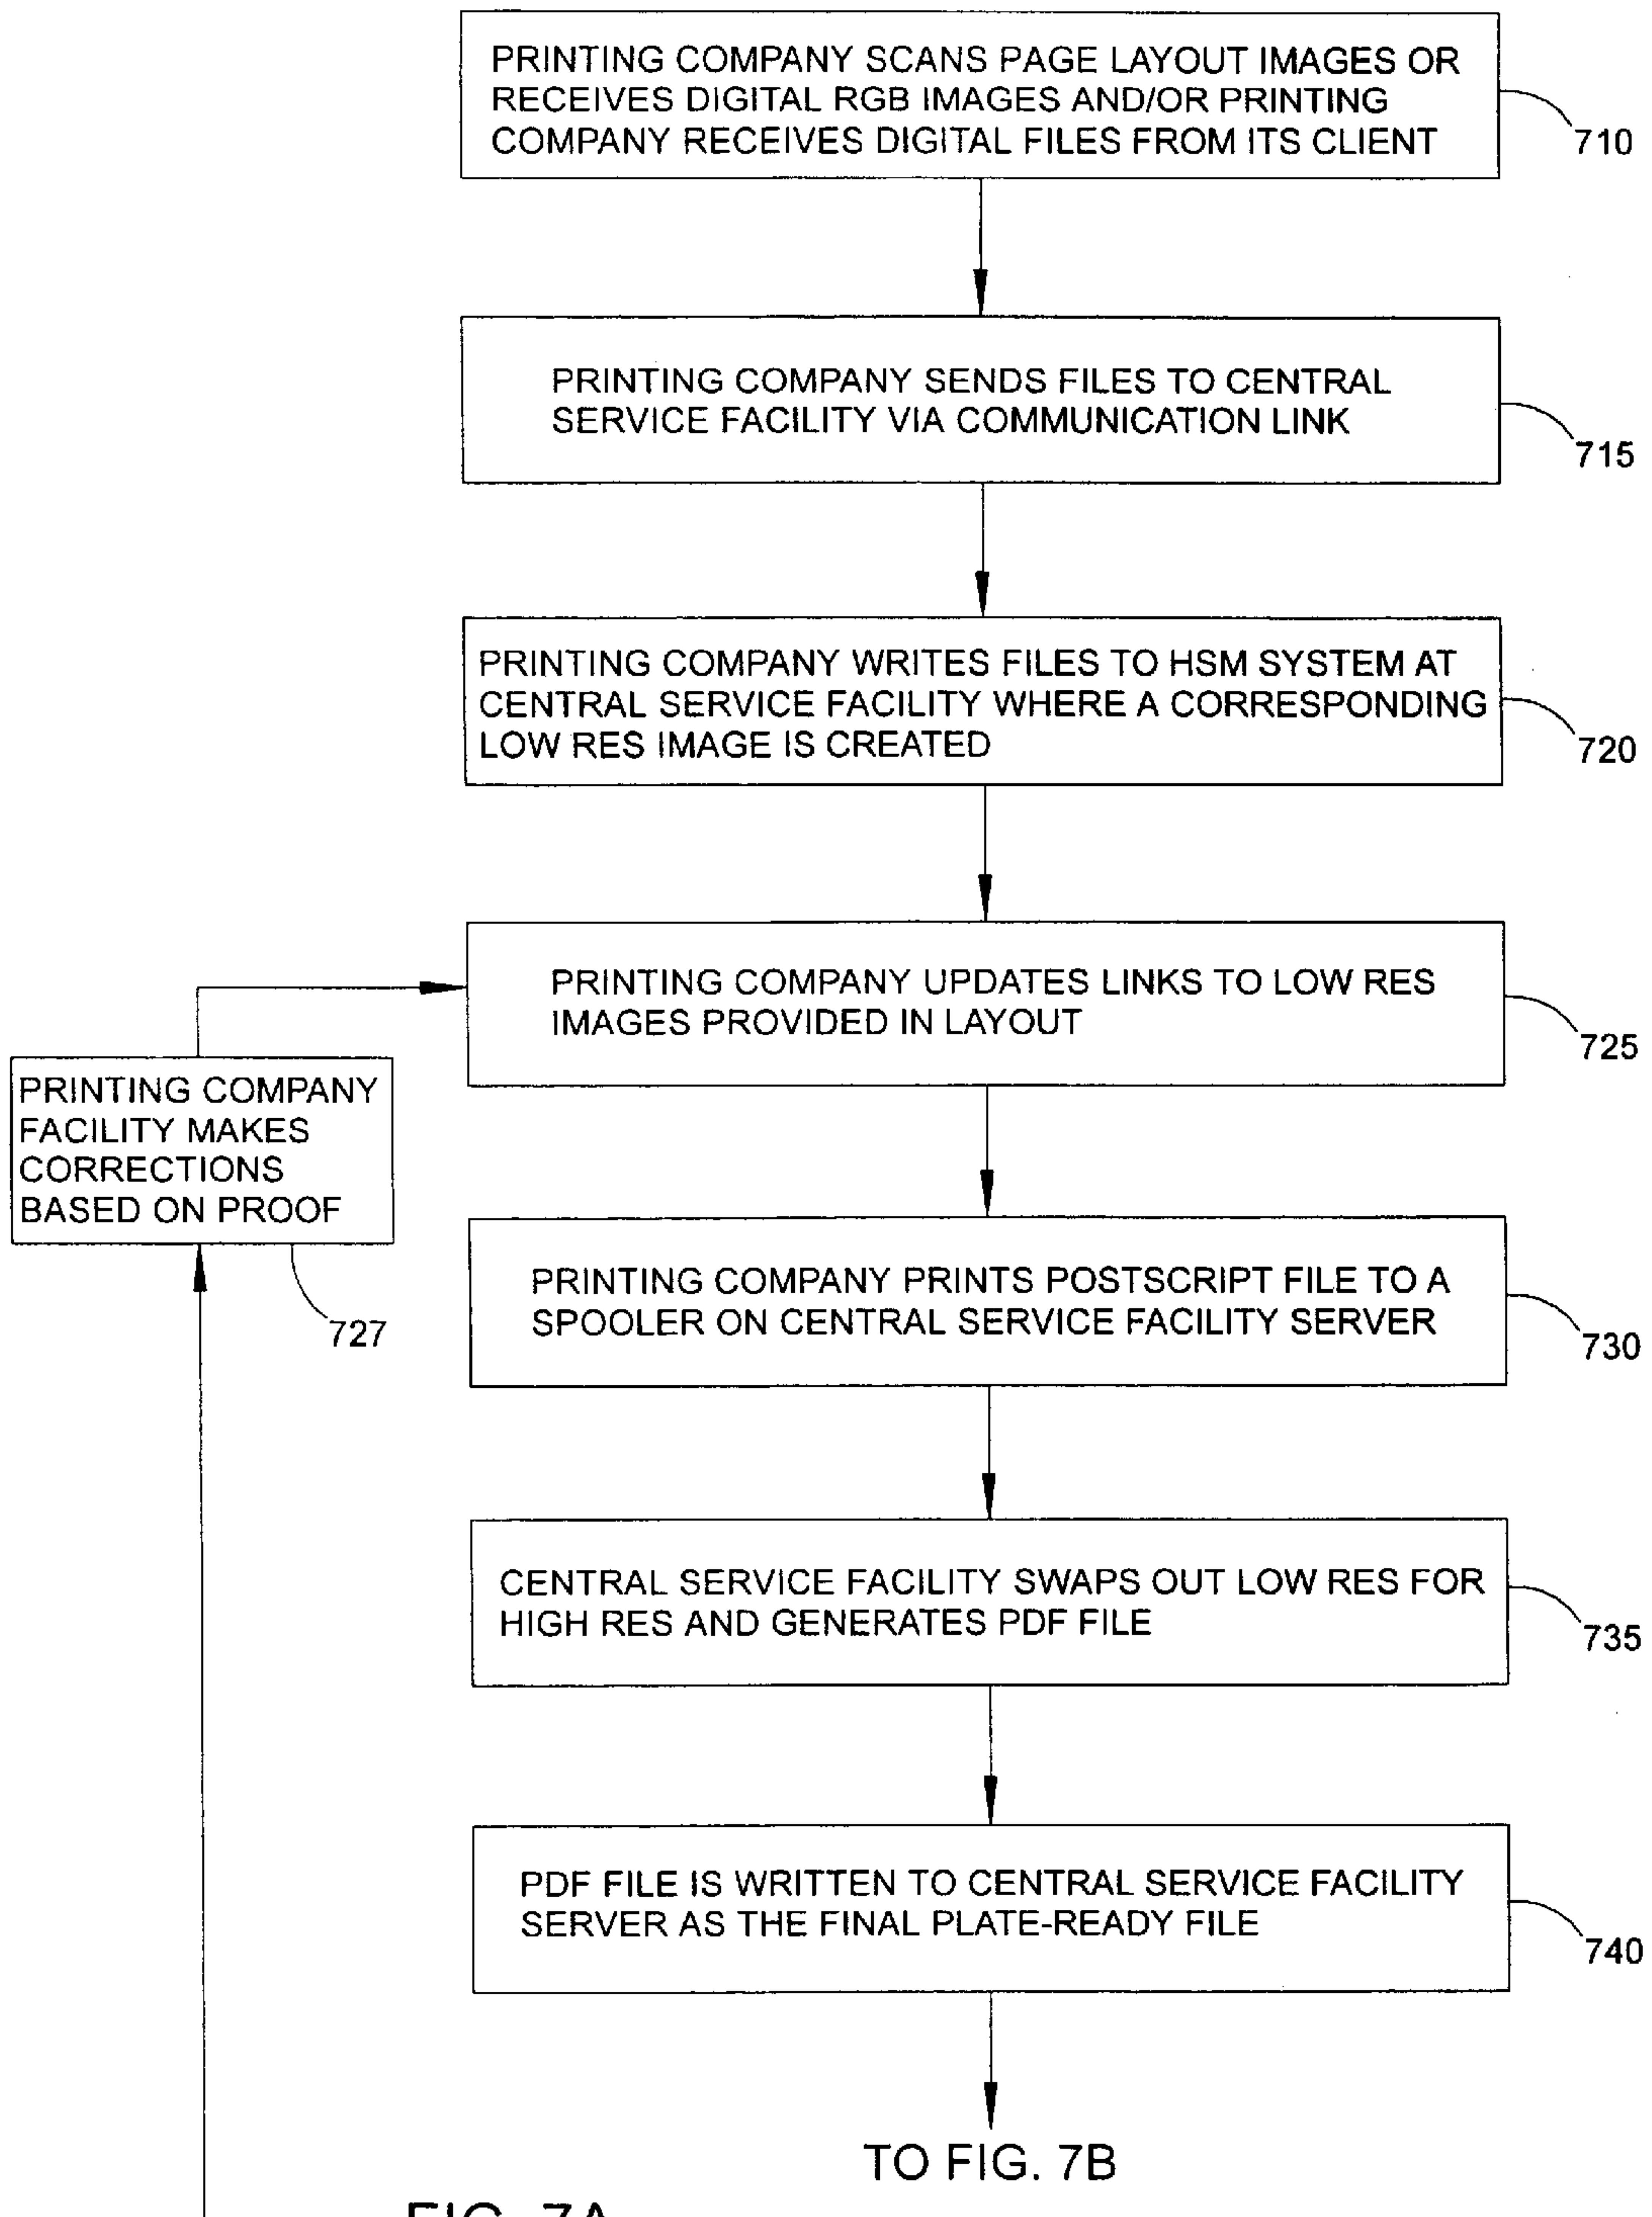 PRINTING COMPANY SCANS PAGE LAYOUT IMAGES OR
RECEIVES DIGITAL RGB IMAGES AND/OR PRINTING
COMPANY RECEIVES DIGITAL FILES FROM ITS CLIENT
710
PRINTING COMPANY SENDS FILES TO CENTRAL
SERVICE FACILITY VIA COMMUNICATION LINK
715
PRINTING COMPANY WRITES FILES TO HSM SYSTEM AT
CENTRAL SERVICE FACILITY WHERE A CORRESPONDING
LOW RES IMAGE IS CREATED
720
PRINTING COMPANY UPDATES LINKS TO LOW RES
IMAGES PROVIDED IN LAYOUT
725
PRINTING COMPANY
FACILITY MAKES
CORRECTIONS
BASED ON PROOF
727
PRINTING COMPANY PRINTS POSTSCRIPT FILE TO A
SPOOLER ON CENTRAL SERVICE FACILITY SERVER
730
CENTRAL SERVICE FACILITY SWAPS OUT LOW RES FOR
HIGH RES AND GENERATES PDF FILE
735
PDF FILE IS WRITTEN TO CENTRAL SERVICE FACILITY
SERVER AS THE FINAL PLATE-READY FILE
740
TO FIG. 7B
FIG. 7A